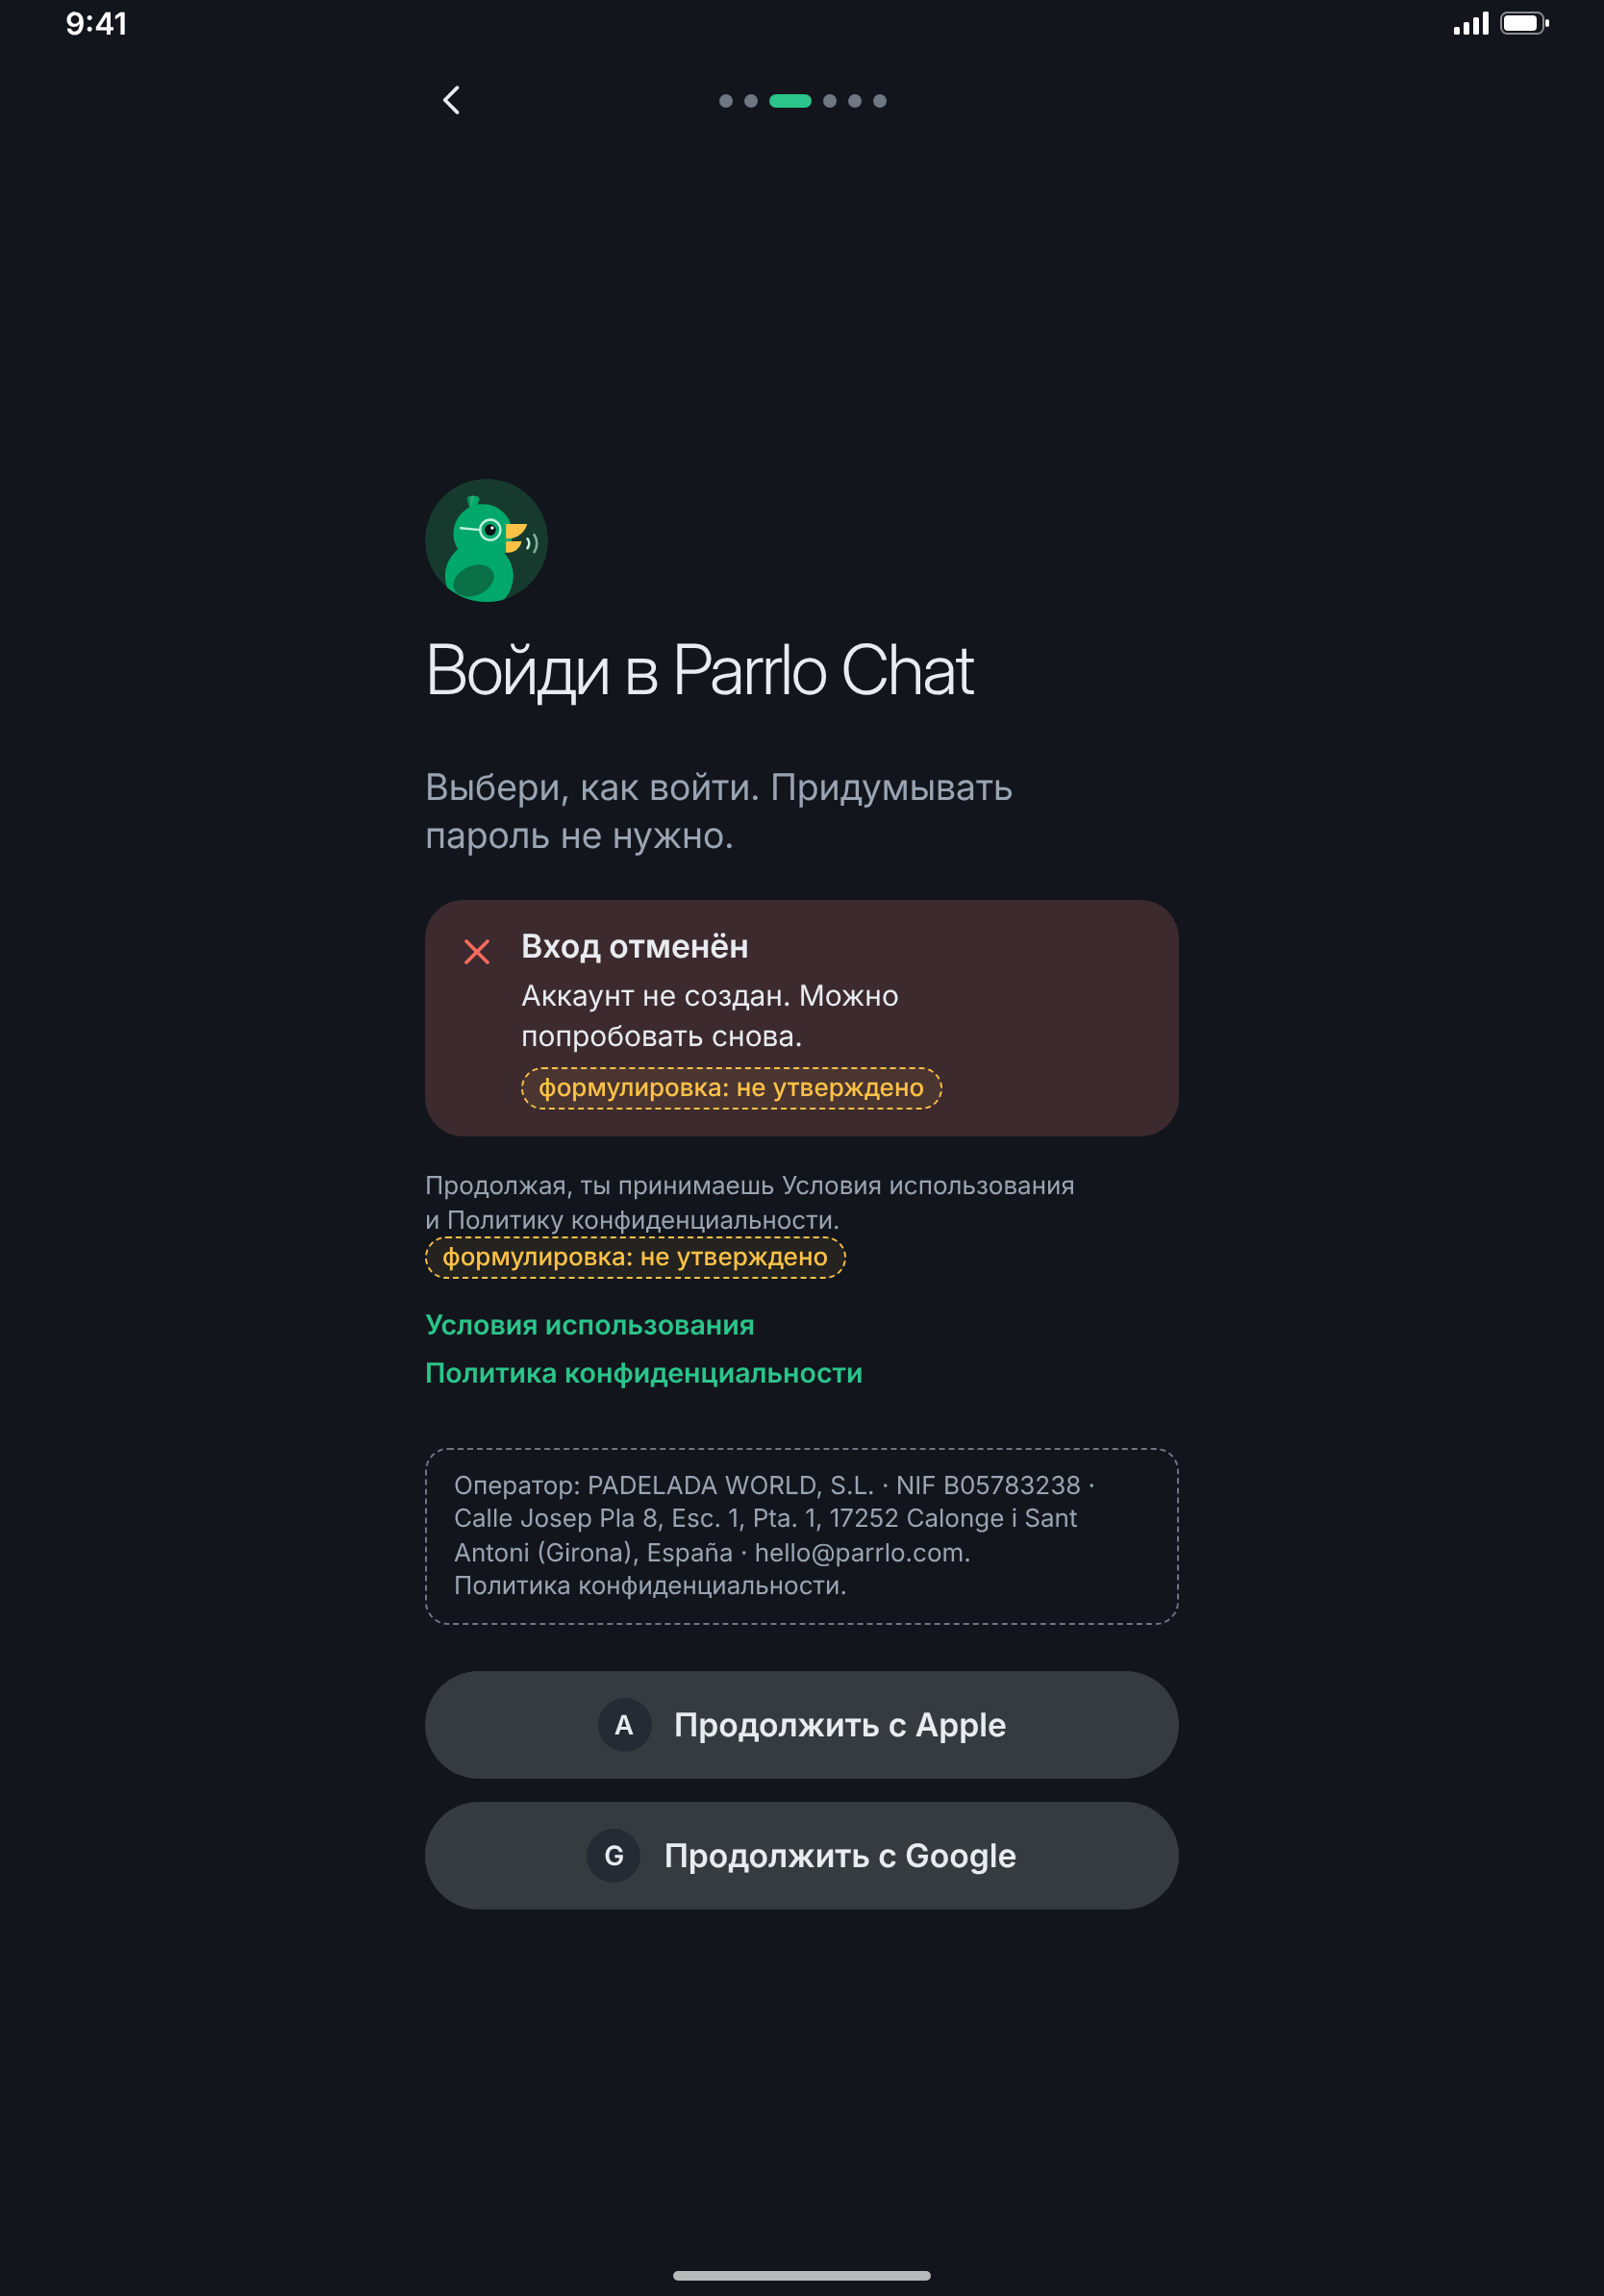 9:41
Войди в Parrlo Chat
Выбери, как войти. Придумывать
пароль не нужно.
Вход отменён
Аккаунт не создан. Можно
попробовать снова.
формулировка: не утверждено
Продолжая, ты принимаешь Условия использования
и Политику конфиденциальности.
формулировка: не утверждено
Условия использования
Политика конфиденциальности
Оператор: PADELADA WORLD, S.L. · NIF B05783238 ·
Calle Josep Pla 8, Esc. 1, Pta. 1, 17252 Calonge i Sant
Antoni (Girona), España · hello@parrlo.com.
Политика конфиденциальности.
A Продолжить с Apple
G Продолжить с Google